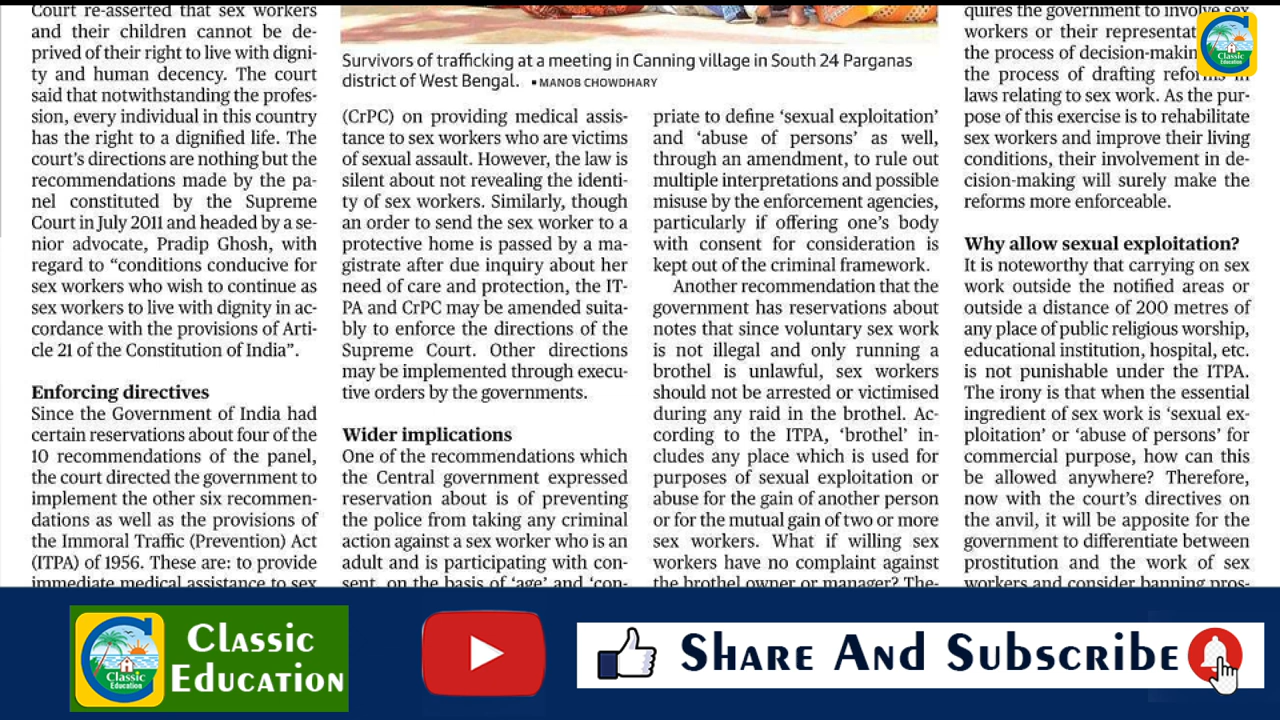 Court re-asserted that sex workers
and their children cannot be de-
prived of their right to live with digni-
ty and human decency. The court
said that notwithstanding the profes-
sion, every individual in this country
has the right to a dignified life. The
court's directions are nothing but the
recommendations made by the pa-
nel constituted by the Supreme
Court in July 2011 and headed by a se-
nior advocate, Pradip Ghosh, with
regard to “conditions conducive for
sex workers who wish to continue as
sex workers to live with dignity in ac-
cordance with the provisions of Arti-
cle 21 of the Constitution of India”.
Enforcing directives
Since the Government of India had
certain reservations about four of the
10 recommendations of the panel,
the court directed the government to
implement the other six recommen-
dations as well as the provisions of
the Immoral Traffic (Prevention) Act
(ITPA) of 1956. These are: to provide
immediate medical assistance to sex
Survivors of trafficking at a meeting in Canning village in South 24 Parganas
district of West Bengal. ▪ MANOB CHOWDHARY
(CrPC) on providing medical assis-
tance to sex workers who are victims
of sexual assault. However, the law is
silent about not revealing the identi-
ty of sex workers. Similarly, though
an order to send the sex worker to a
protective home is passed by a ma-
gistrate after due inquiry about her
need of care and protection, the IT-
PA and CrPC may be amended suita-
bly to enforce the directions of the
Supreme Court. Other directions
may be implemented through execu-
tive orders by the governments.
Wider implications
One of the recommendations which
the Central government expressed
reservation about is of preventing
the police from taking any criminal
action against a sex worker who is an
adult and is participating with con-
sent, on the basis of ‘age’ and ‘con-
priate to define ‘sexual exploitation’
and ‘abuse of persons’ as well,
through an amendment, to rule out
multiple interpretations and possible
misuse by the enforcement agencies,
particularly if offering one's body
with consent for consideration is
kept out of the criminal framework.
Another recommendation that the
government has reservations about
notes that since voluntary sex work
is not illegal and only running a
brothel is unlawful, sex workers
should not be arrested or victimised
during any raid in the brothel. Ac-
cording to the ITPA, ‘brothel’ in-
cludes any place which is used for
purposes of sexual exploitation or
abuse for the gain of another person
or for the mutual gain of two or more
sex workers. What if willing sex
workers have no complaint against
the brothel owner or manager? The-
quires the government to involve sex
workers or their
the process of
the process of drafting
laws relating to sex work. As the pur-
pose of this exercise is to rehabilitate
sex workers and improve their living
conditions, their involvement in de-
cision-making will surely make the
reforms more enforceable.
Why allow sexual exploitation?
It is noteworthy that carrying on sex
work outside the notified areas or
outside a distance of 200 metres of
any place of public religious worship,
educational institution, hospital, etc.
is not punishable under the ITPA.
The irony is that when the essential
ingredient of sex work is ‘sexual ex-
ploitation’ or ‘abuse of persons’ for
commercial purpose, how can this
be allowed anywhere? Therefore,
now with the court's directives on
the anvil, it will be apposite for the
government to differentiate between
prostitution and the work of sex
workers and consider banning pros-
Classic
Education
Classic
Education
Classic
Education
Share And Subscribe